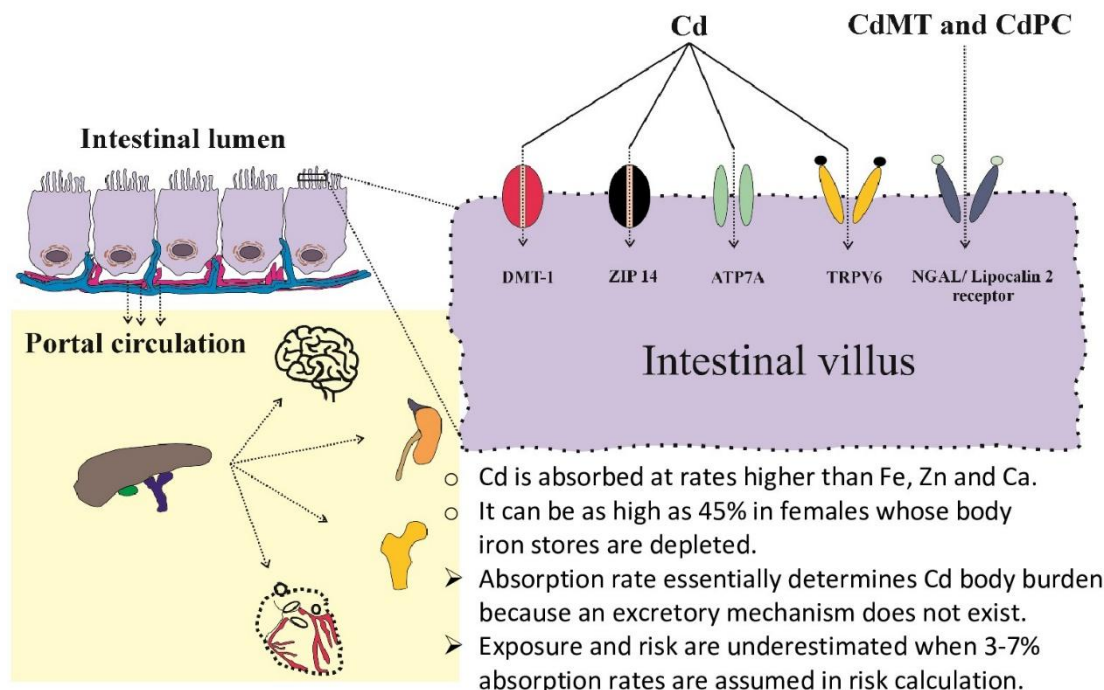 Cd
CdMT and CdPC
Intestinal lumen
DMT-1
ZIP 14
ATP7A
TRPV6
NGAL/ Lipocalin 2
receptor
Intestinal villus
Portal circulation
○ Cd is absorbed at rates higher than Fe, Zn and Ca.
○ It can be as high as 45% in females whose body
iron stores are depleted.
➤ Absorption rate essentially determines Cd body burden
because an excretory mechanism does not exist.
➤ Exposure and risk are underestimated when 3-7%
absorption rates are assumed in risk calculation.